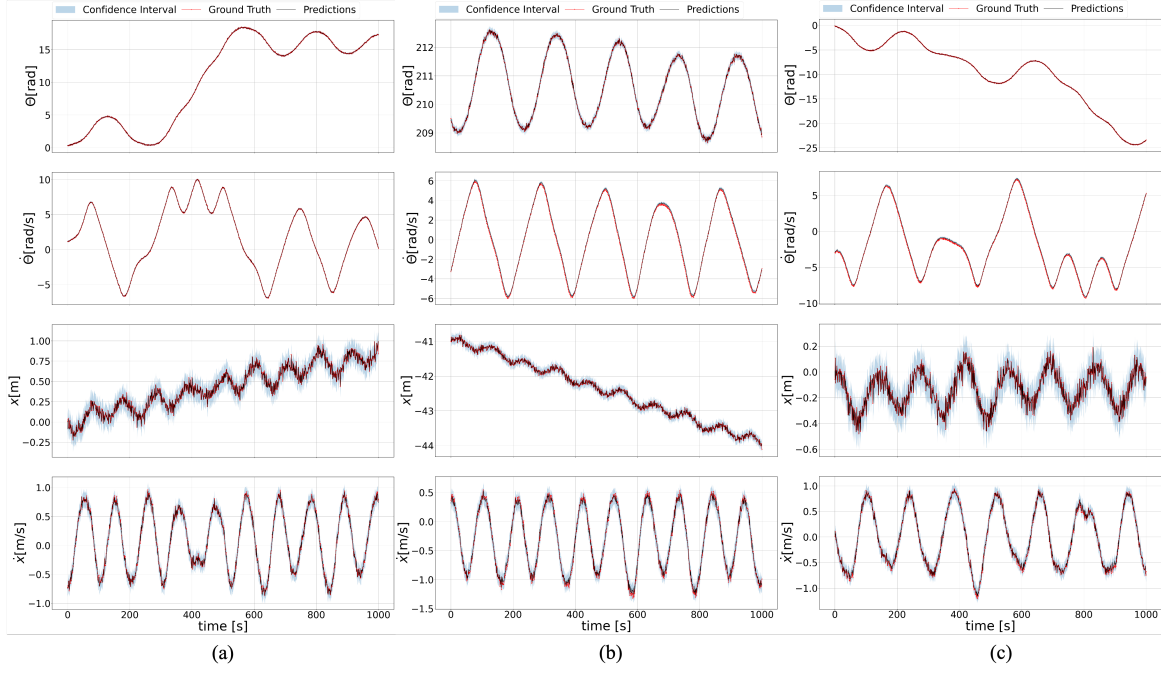 Confidence Interval Ground Truth Predictions
Confidence Interval Ground Truth Predictions
Confidence Interval Ground Truth Predictions
Θ[rad]
15
10
5
0
Θ[rad]
212
211
210
209
Θ[rad]
0
−5
−10
−15
−20
−25
Θ̇[rad/s]
10
5
0
−5
Θ̇[rad/s]
6
4
2
0
−2
−4
−6
Θ̇[rad/s]
5
0
−5
−10
x[m]
1.00
0.75
0.50
0.25
0.00
−0.25
x[m]
−41
−42
−43
−44
x[m]
0.2
0.0
−0.2
−0.4
−0.6
ẋ[m/s]
1.0
0.5
0.0
−0.5
−1.0
0 200 400 600 800 1000
time [s]
ẋ[m/s]
0.5
0.0
−0.5
−1.0
−1.5
0 200 400 600 800 1000
time [s]
ẋ[m/s]
1.0
0.5
0.0
−0.5
−1.0
0 200 400 600 800 1000
time [s]
(a)
(b)
(c)